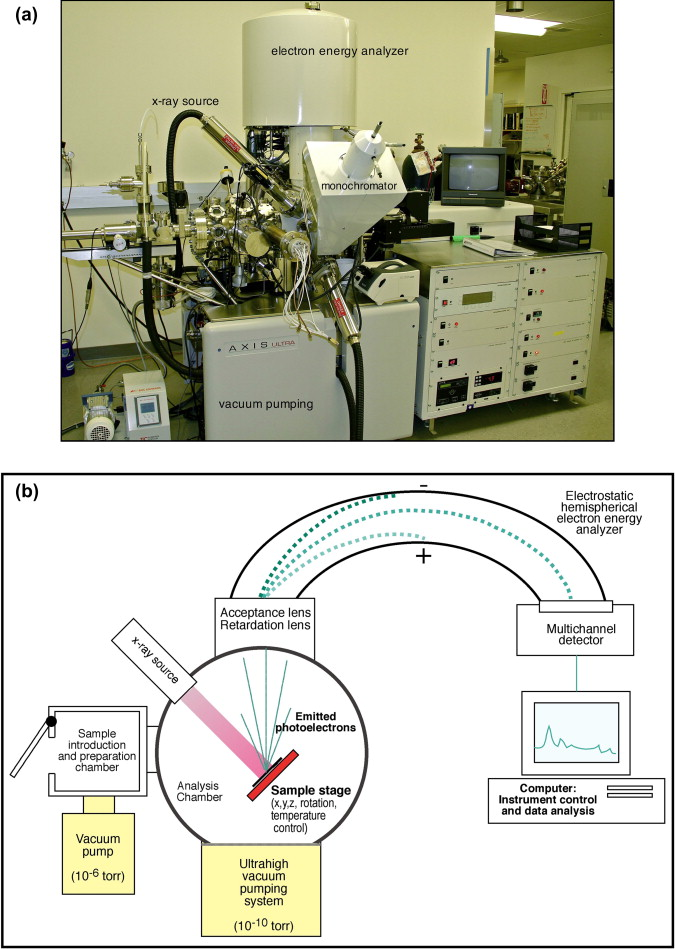 (a)
electron energy analyzer
x-ray source
monochromator
AXIS ULTRA
vacuum pumping
(b)
-
+
Electrostatic
hemispherical
electron energy
analyzer
Acceptance lens
Retardation lens
Multichannel
detector
x-ray source
Emitted
photoelectrons
Sample
introduction
and preparation
chamber
Analysis
Chamber
Sample stage
(x,y,z, rotation,
temperature
control)
Computer:
Instrument control
and data analysis
Vacuum
pump
(10-6 torr)
Ultrahigh
vacuum
pumping
system
(10-10 torr)